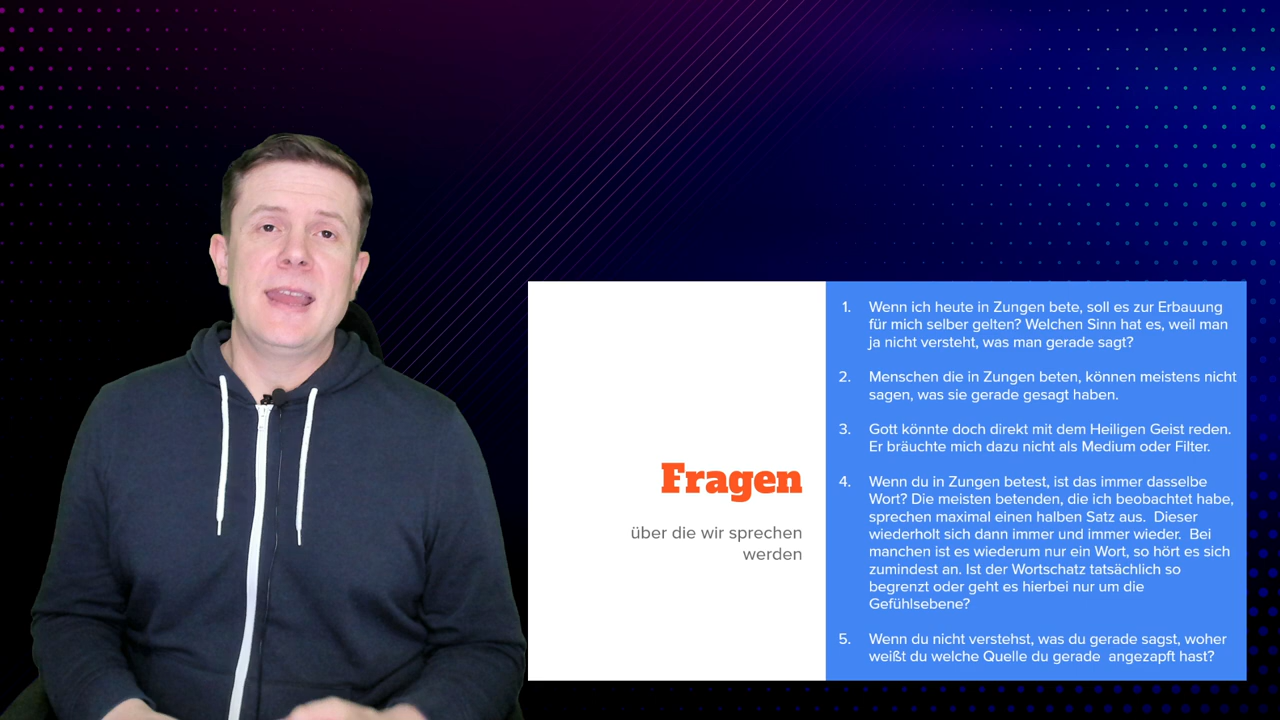 Fragen
über die wir sprechen
werden
1. Wenn ich heute in Zungen bete, soll es zur Erbauung
für mich selber gelten? Welchen Sinn hat es, weil man
ja nicht versteht, was man gerade sagt?
2. Menschen die in Zungen beten, können meistens nicht
sagen, was sie gerade gesagt haben.
3. Gott könnte doch direkt mit dem Heiligen Geist reden.
Er bräuchte mich dazu nicht als Medium oder Filter.
4. Wenn du in Zungen betest, ist das immer dasselbe
Wort? Die meisten betenden, die ich beobachtet habe,
sprechen maximal einen halben Satz aus. Dieser
wiederholt sich dann immer und immer wieder. Bei
manchen ist es wiederum nur ein Wort, so hört es sich
zumindest an. Ist der Wortschatz tatsächlich so
begrenzt oder geht es hierbei nur um die
Gefühlsebene?
5. Wenn du nicht verstehst, was du gerade sagst, woher
weißt du welche Quelle du gerade angezapft hast?